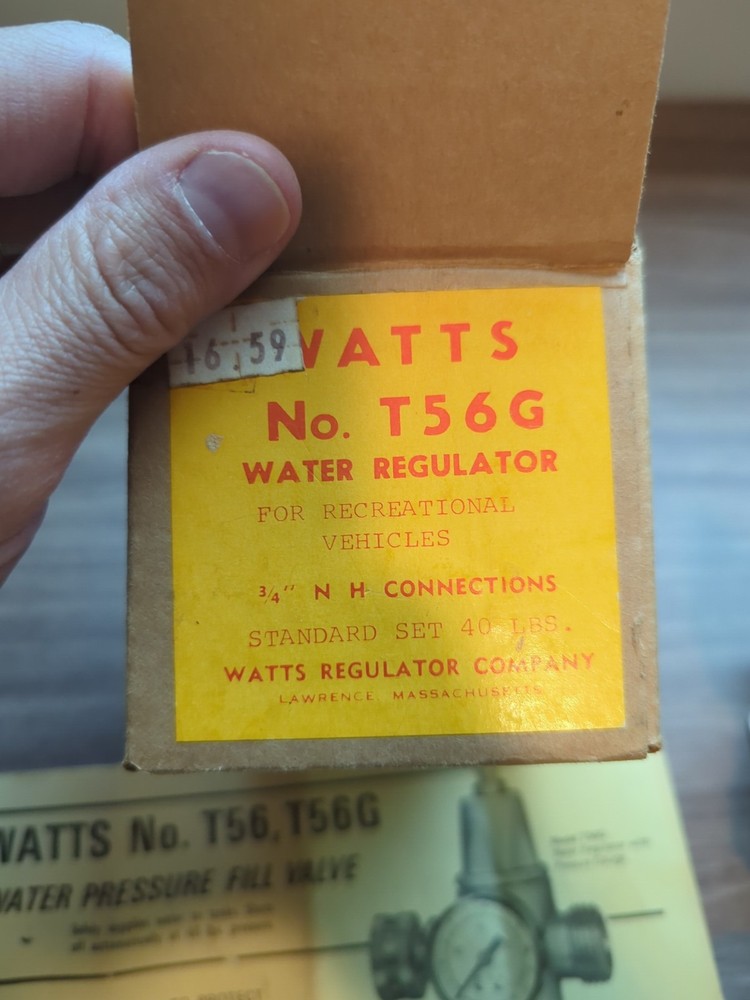 16.59
WATTS
No. T56G
WATER REGULATOR
FOR RECREATIONAL
VEHICLES
3/4" N H CONNECTIONS
STANDARD SET 40 LBS.
WATTS REGULATOR COMPANY
LAWRENCE, MASSACHUSETTS
WATTS No. T56, T56G
WATER PRESSURE FILL VALVE